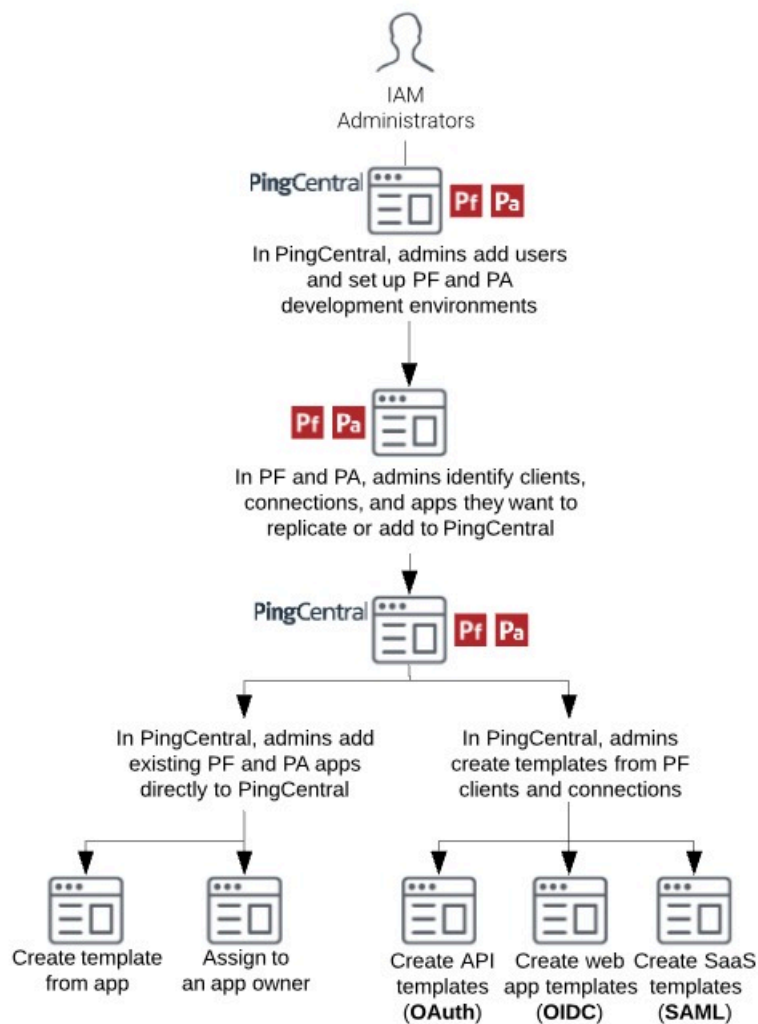 IAM
Administrators
PingCentral
Pf Pa
In PingCentral, admins add users
and set up PF and PA
development environments
Pf Pa
In PF and PA, admins identify clients,
connections, and apps they want to
replicate or add to PingCentral
PingCentral
Pf Pa
In PingCentral, admins add
existing PF and PA apps
directly to PingCentral
In PingCentral, admins
create templates from PF
clients and connections
Create template
from app
Assign to
an app owner
Create API
templates
(OAuth)
Create web
app templates
(OIDC)
Create SaaS
templates
(SAML)